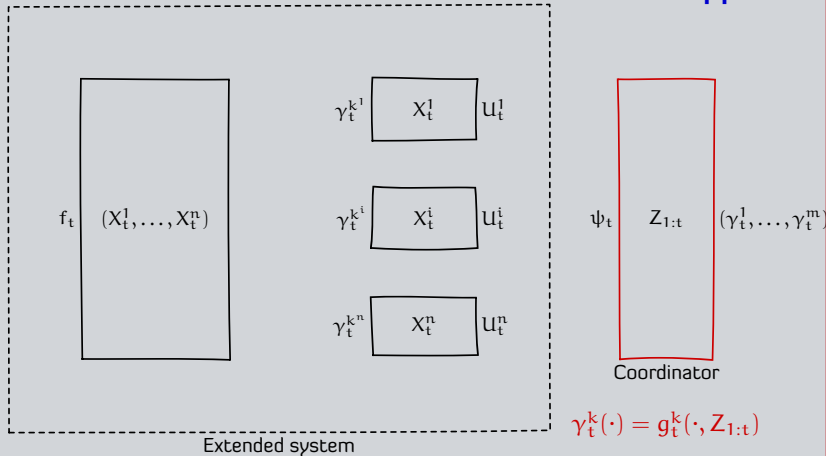 f_t (X_t^1, ..., X_t^n)
γ_t^{k^1} X_t^1 U_t^1
γ_t^{k^i} X_t^i U_t^i
γ_t^{k^n} X_t^n U_t^n
ψ_t Z_{1:t} (γ_t^1, ..., γ_t^m)
Coordinator
γ_t^k(·) = g_t^k(·, Z_{1:t})
Extended system